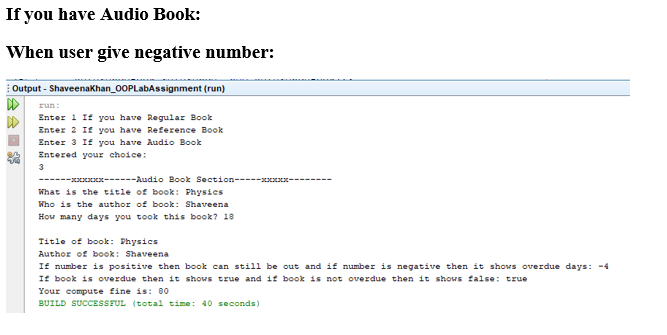 If you have Audio Book:
When user give negative number:
Output - ShaveenaKhan_OOPLabAssignment (run)
run:
Enter 1 If you have Regular Book
Enter 2 If you have Reference Book
Enter 3 If you have Audio Book
Entered your choice:
3
------xxxxxx------Audio Book Section-----xxxxx--------
What is the title of book: Physics
Who is the author of book: Shaveena
How many days you took this book? 18
Title of book: Physics
Author of book: Shaveena
If number is positive then book can still be out and if number is negative then it shows overdue days: -4
If book is overdue then it shows true and if book is not overdue then it shows false: true
Your compute fine is: 80
BUILD SUCCESSFUL (total time: 40 seconds)